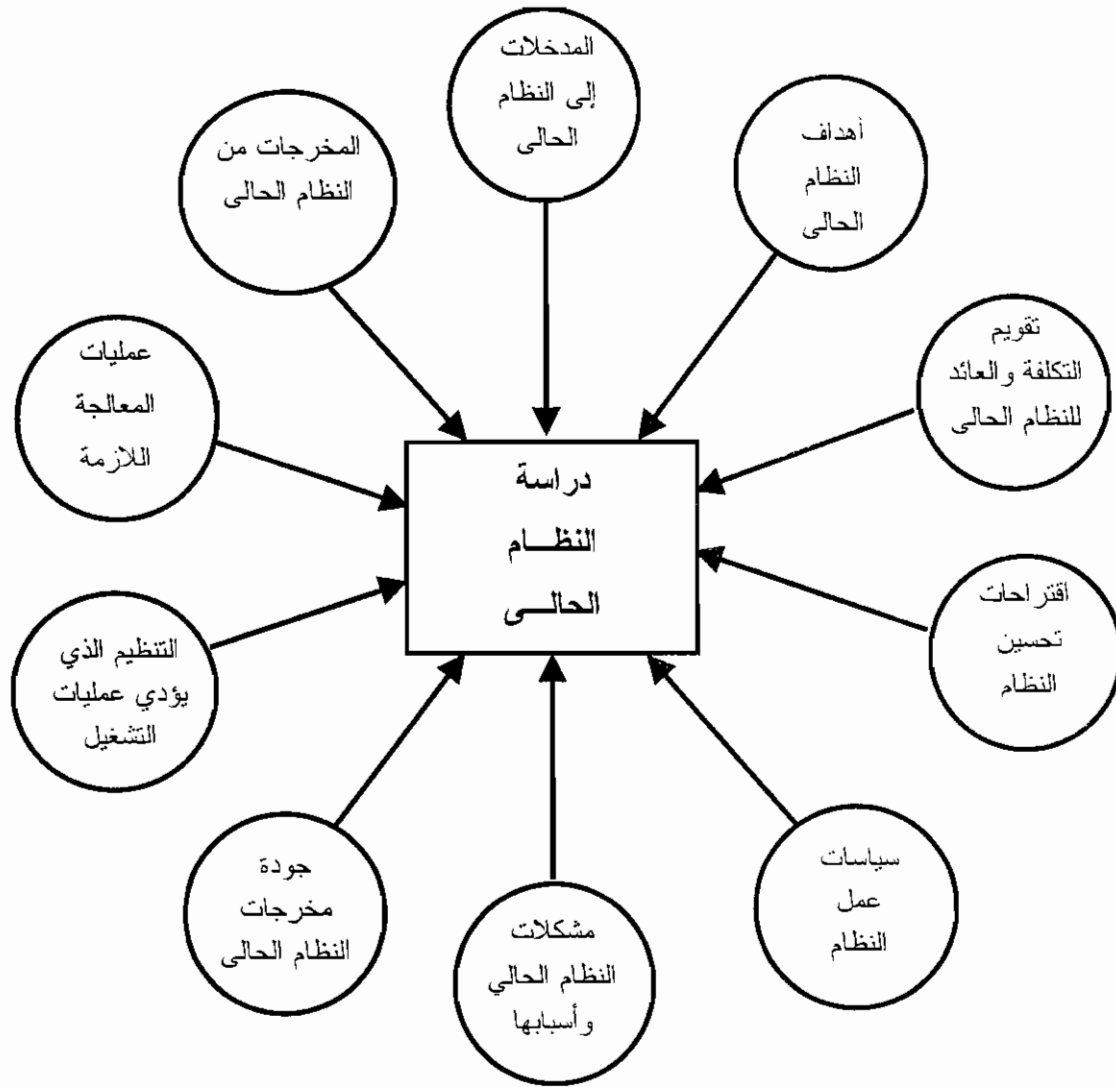 المدخلات
إلى النظام
الحالى
أهداف
النظام
الحالى
المخرجات من
النظام الحالى
تقويم
التكلفة والعائد
للنظام الحالى
عمليات
المعالجة
اللازمة
دراسة
النظـــام
الحالـــى
اقتراحات
تحسين
النظام
التنظيم الذي
يؤدي عمليات
التشغيل
سياسات
عمل
النظام
جودة
مخرجات
النظام الحالى
مشكلات
النظام الحالي
وأسبابها